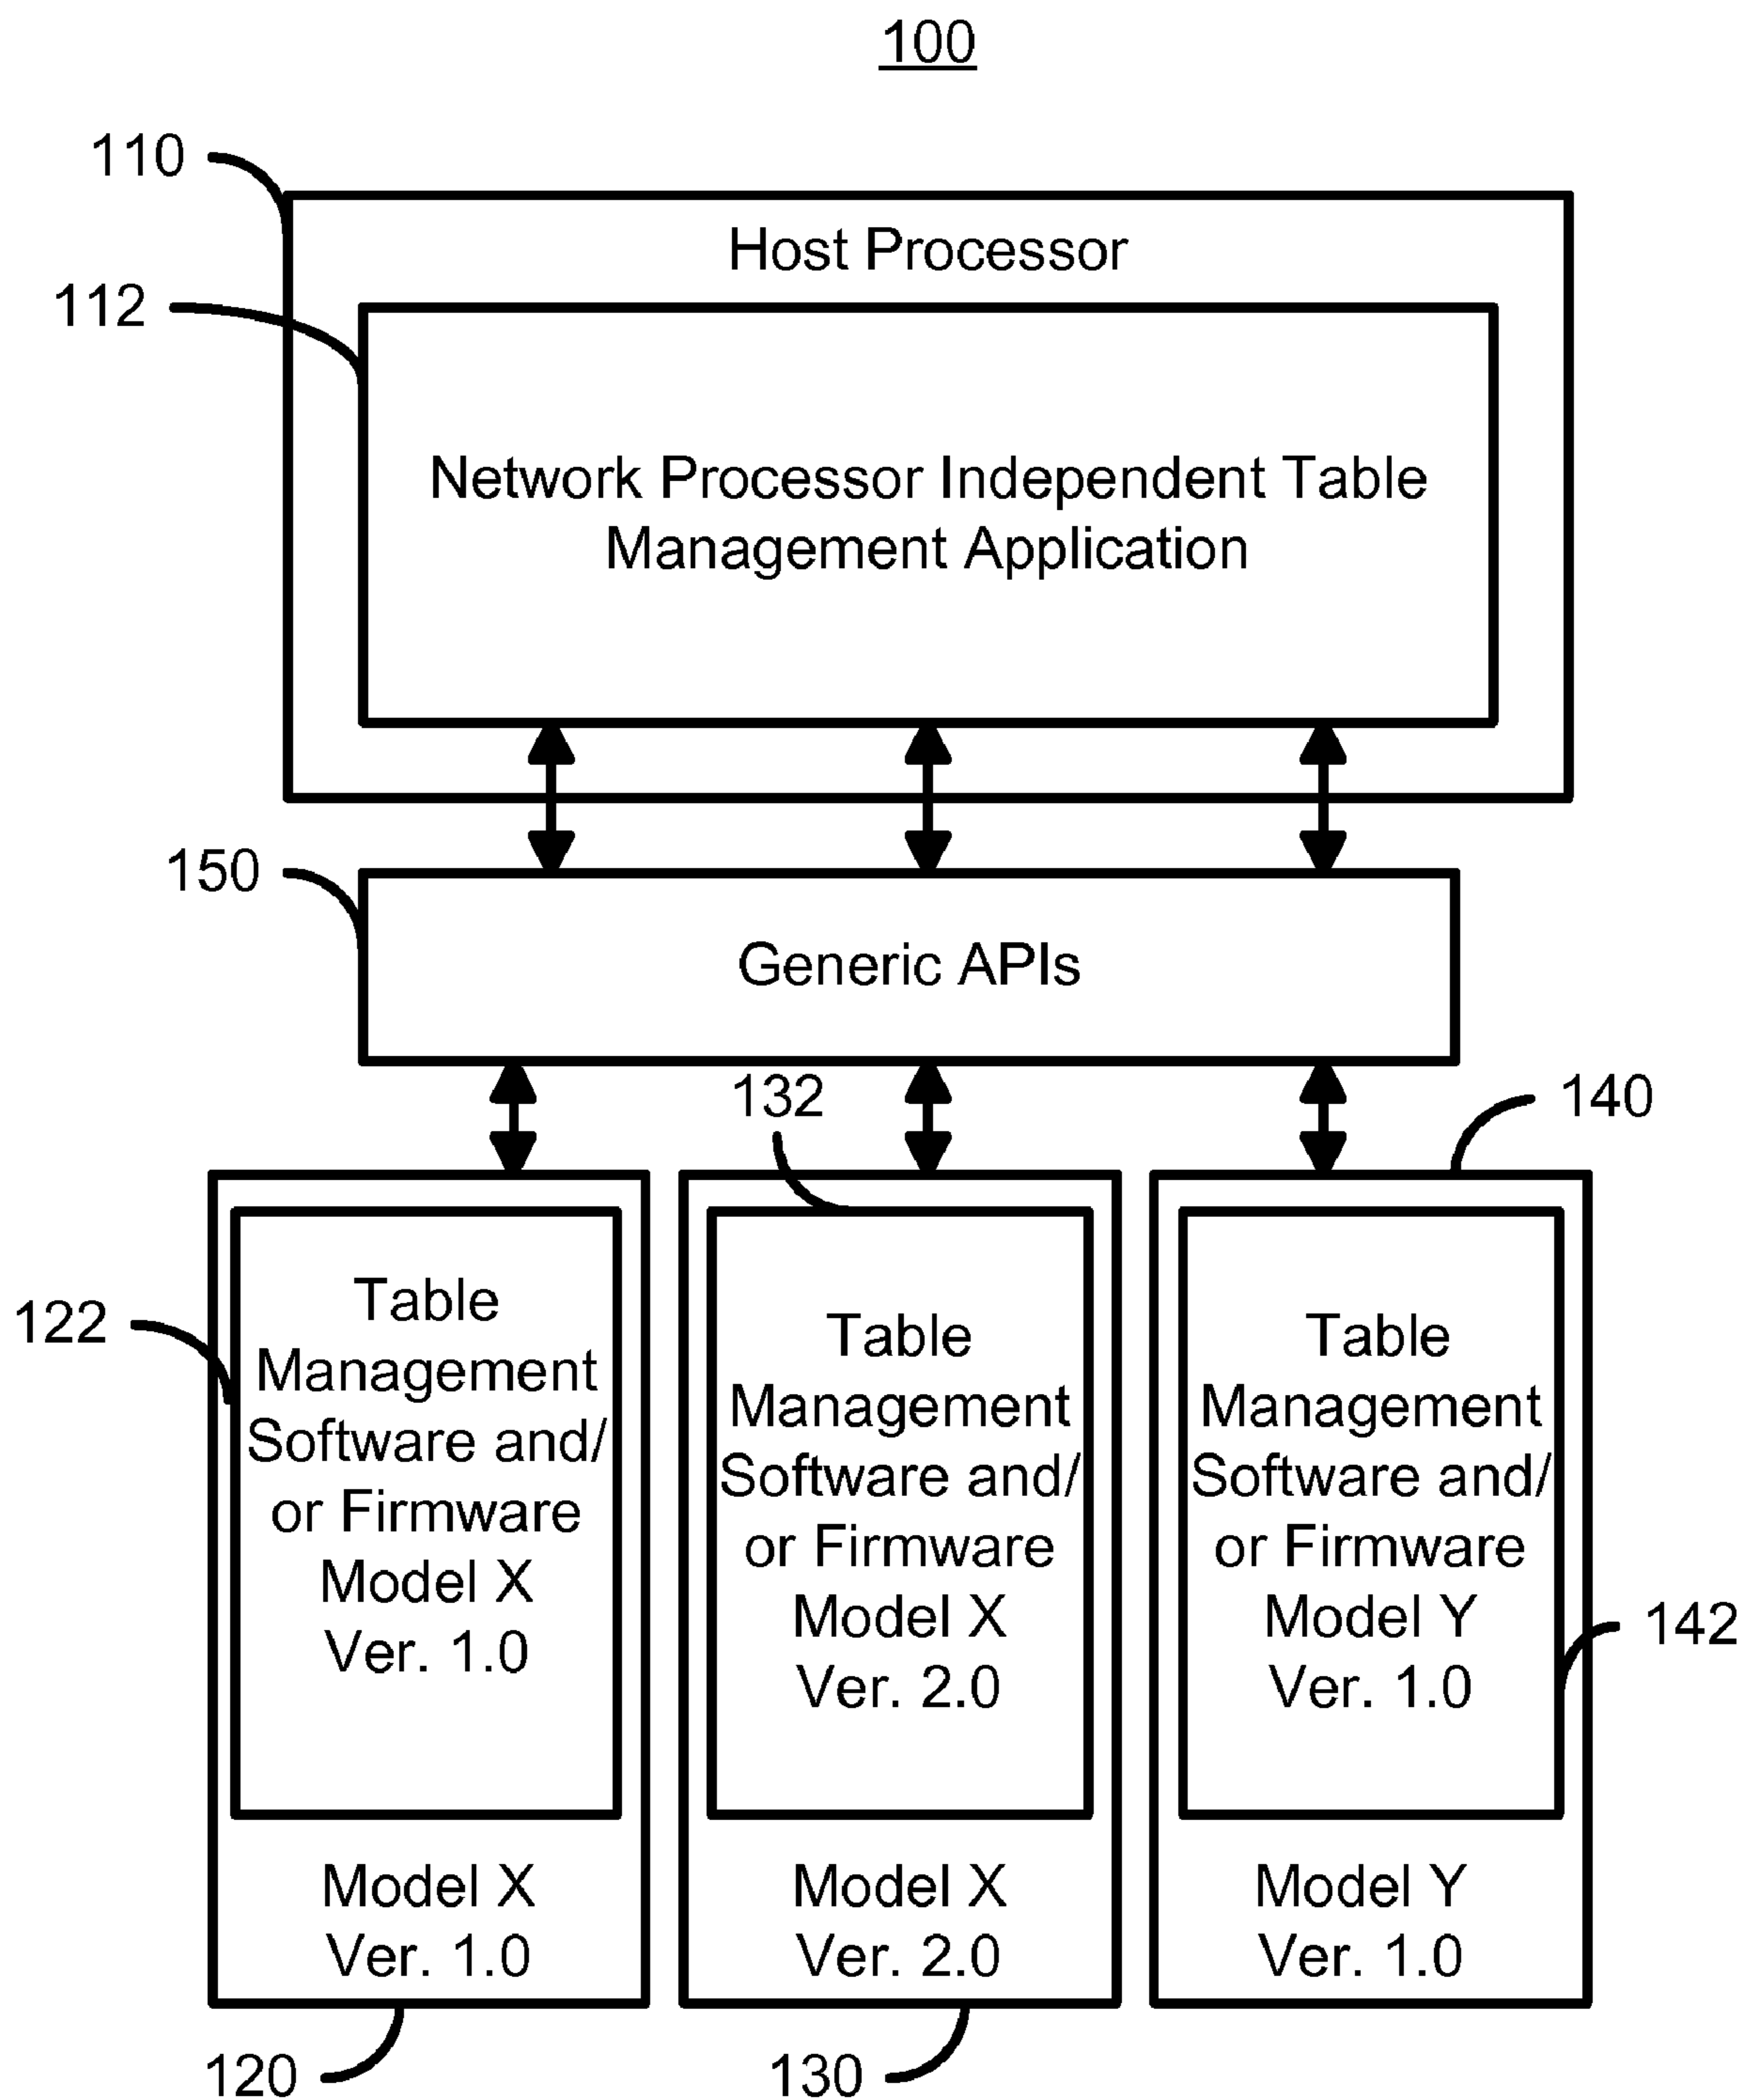 100
110
Host Processor
112
Network Processor Independent Table
Management Application
150
Generic APIs
132
140
122
Table
Management
Software and/
or Firmware
Model X
Ver. 1.0
Table
Management
Software and/
or Firmware
Model X
Ver. 2.0
Table
Management
Software and/
or Firmware
Model Y
Ver. 1.0
142
Model X
Ver. 1.0
Model X
Ver. 2.0
Model Y
Ver. 1.0
120
130